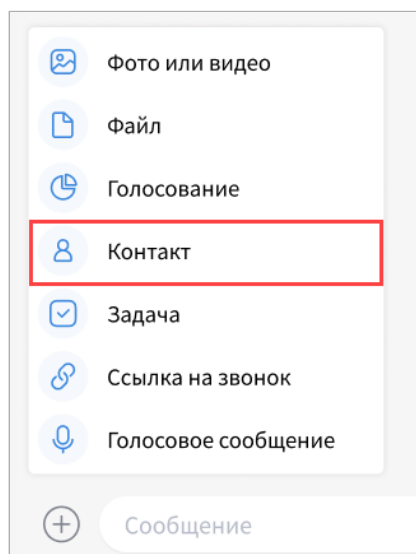 Фото или видео
Файл
Голосование
Контакт
Задача
Ссылка на звонок
Голосовое сообщение
Сообщение